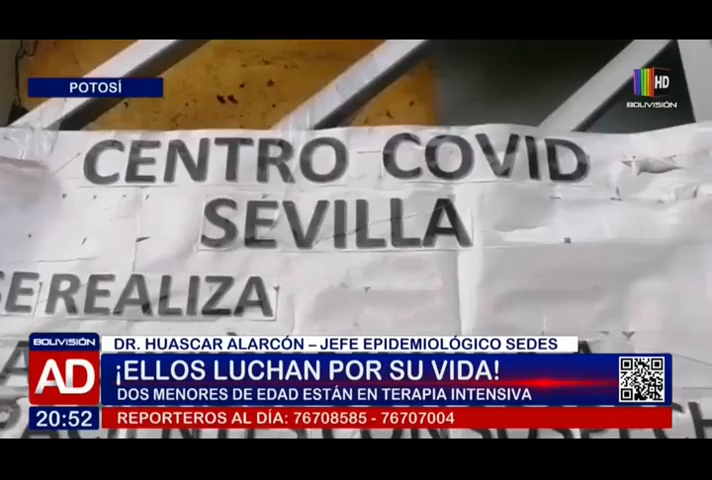 POTOSÍ
HD
BOLIVISIÓN
CENTRO COVID
SEVILLA
SE REALIZA
BOLIVISIÓN
AD
20:52
DR. HUASCAR ALARCÓN – JEFE EPIDEMIOLÓGICO SEDES
¡ELLOS LUCHAN POR SU VIDA!
DOS MENORES DE EDAD ESTÁN EN TERAPIA INTENSIVA
REPORTEROS AL DÍA: 76708585 - 76707004